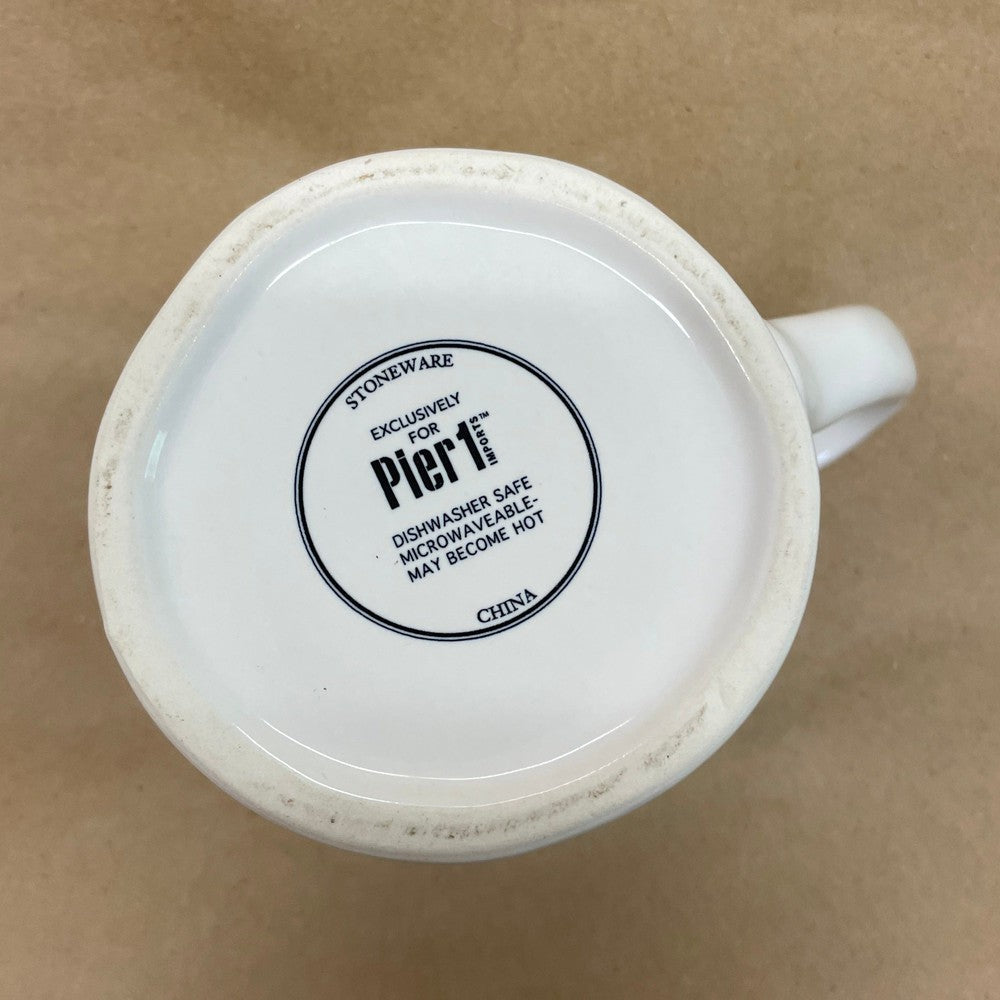 STONEWARE
EXCLUSIVELY
FOR
Pier 1 IMPORTS™
DISHWASHER SAFE
MICROWAVEABLE-
MAY BECOME HOT
CHINA